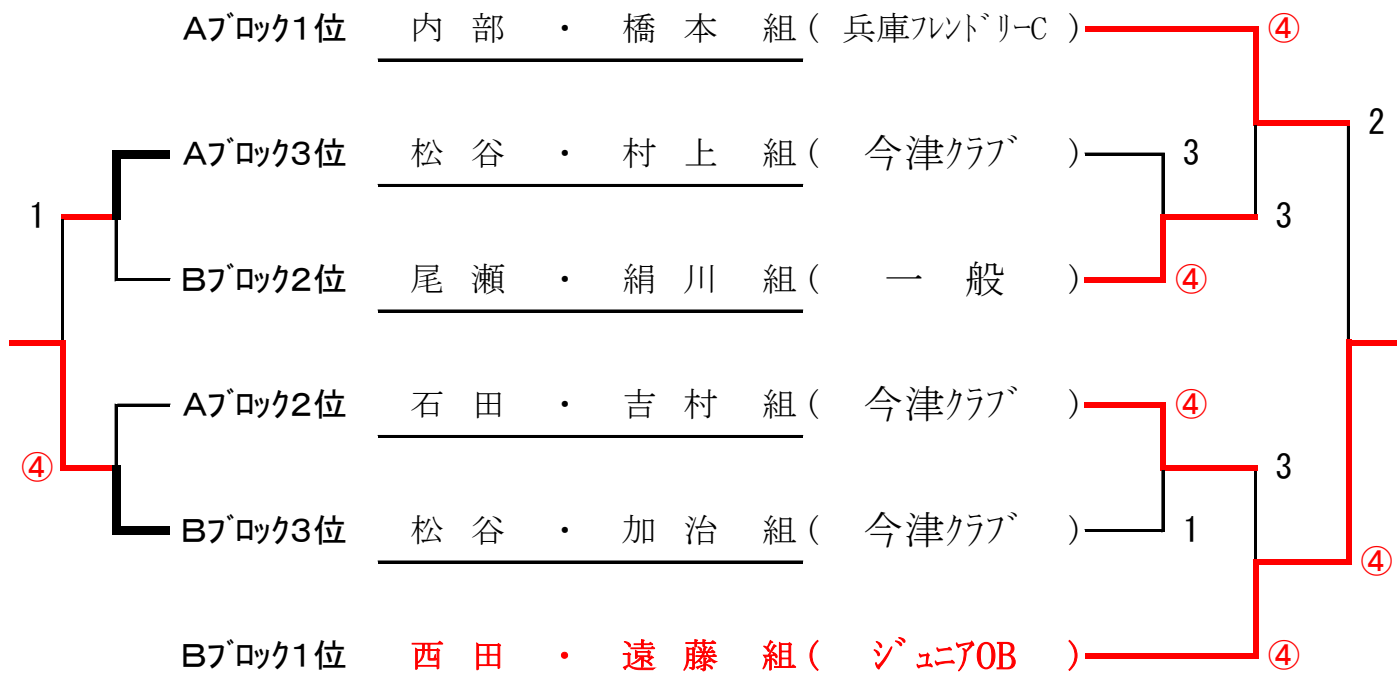 Aブロック1位 内部・橋本組(兵庫フレンドリーC) ④
2
Aブロック3位 松谷・村上組(今津クラブ) 3
1 3
Bブロック2位 尾瀬・絹川組(一般) ④
Aブロック2位 石田・吉村組(今津クラブ) ④
④ 3
Bブロック3位 松谷・加治組(今津クラブ) 1
④
Bブロック1位 西田・遠藤組(ジュニアOB) ④